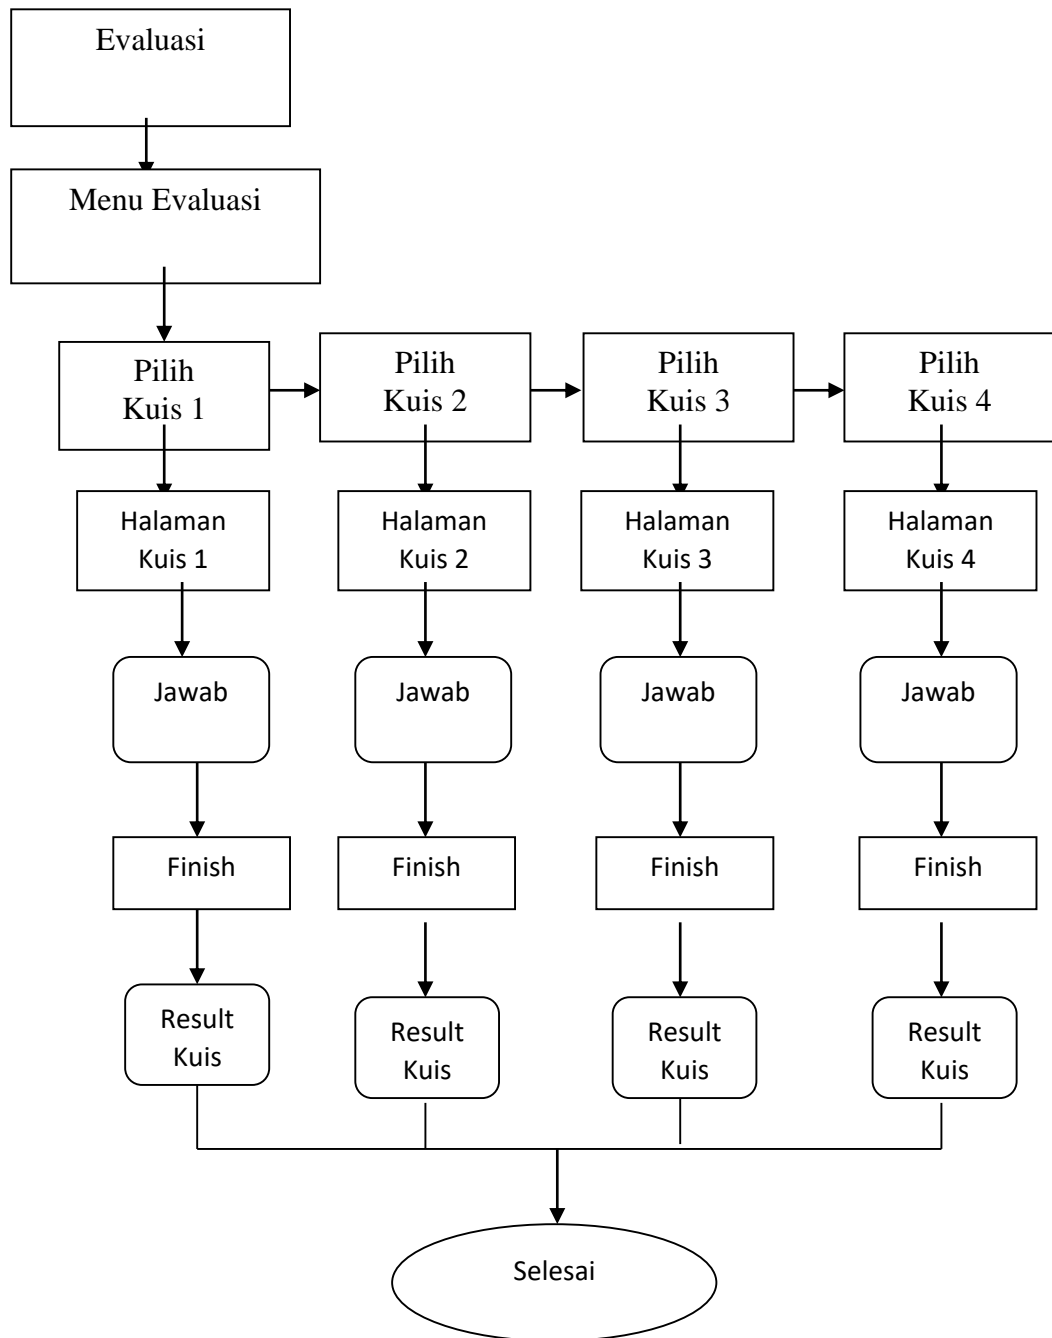 Evaluasi
Menu Evaluasi
Pilih
Kuis 1
Pilih
Kuis 2
Pilih
Kuis 3
Pilih
Kuis 4
Halaman
Kuis 1
Halaman
Kuis 2
Halaman
Kuis 3
Halaman
Kuis 4
Jawab
Jawab
Jawab
Jawab
Finish
Finish
Finish
Finish
Result
Kuis
Result
Kuis
Result
Kuis
Result
Kuis
Selesai